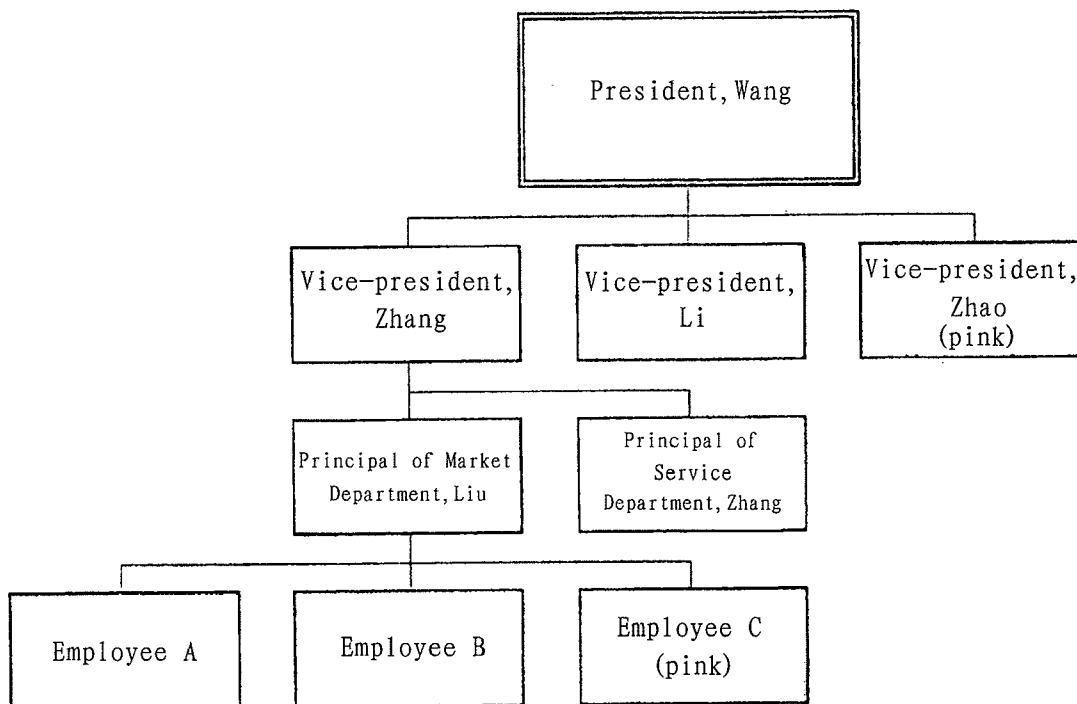 President, Wang
Vice-president,
Zhang
Vice-president,
Li
Vice-president,
Zhao
(pink)
Principal of Market
Department, Liu
Principal of
Service
Department, Zhang
Employee A
Employee B
Employee C
(pink)